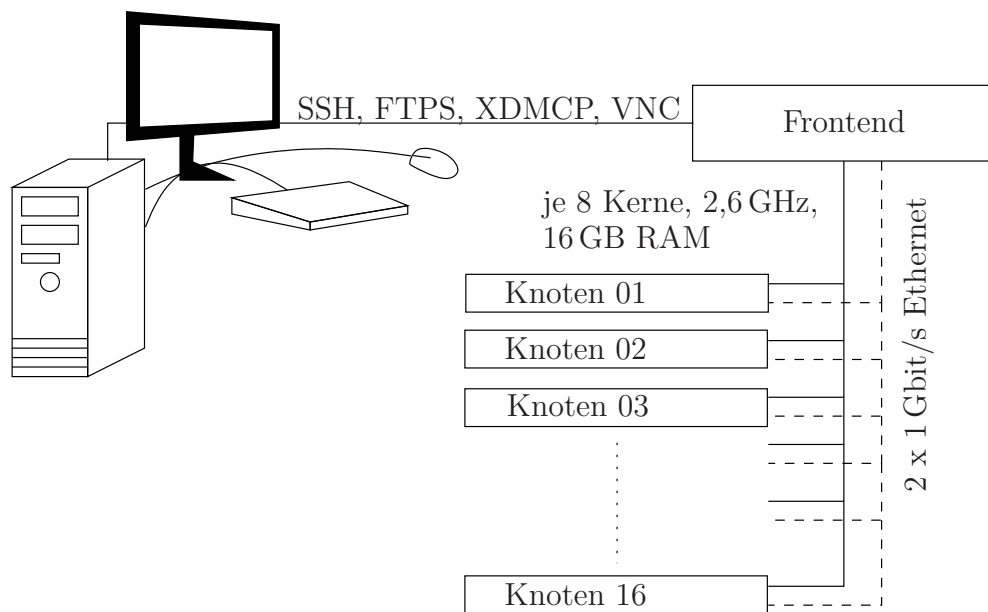 SSH, FTPS, XDMCP, VNC
Frontend
je 8 Kerne, 2,6 GHz,
16 GB RAM
Knoten 01
Knoten 02
Knoten 03
Knoten 16
2 x 1 Gbit/s Ethernet